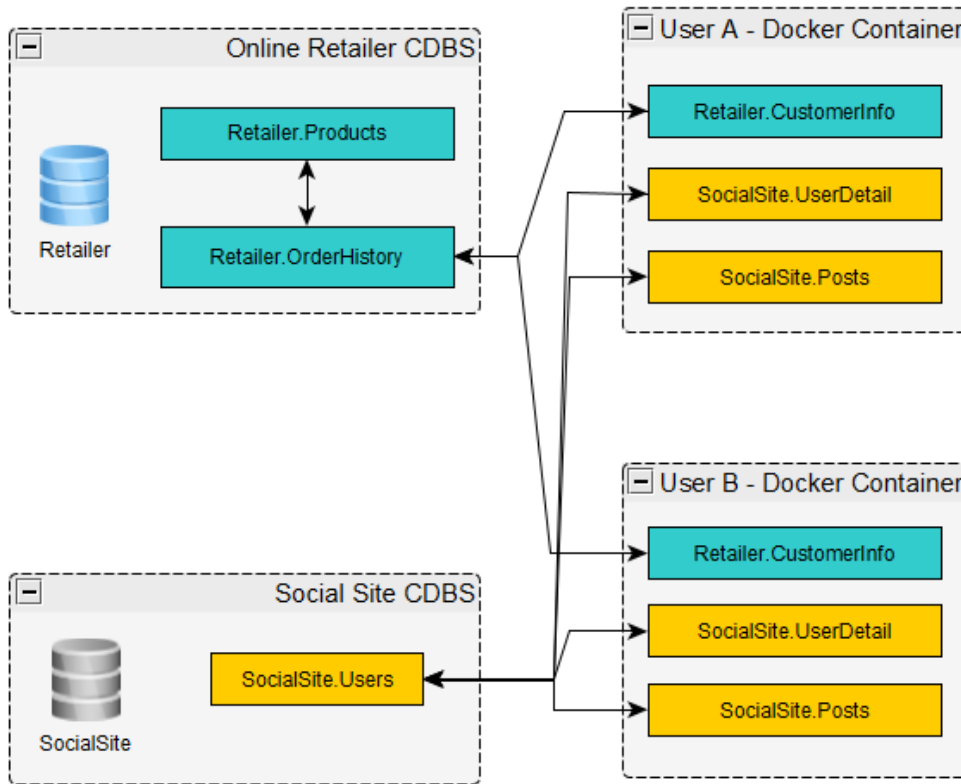 Online Retailer CDBS
Retailer.Products
Retailer.OrderHistory
Retailer
User A - Docker Container
Retailer.CustomerInfo
SocialSite.UserDetail
SocialSite.Posts
Social Site CDBS
SocialSite.Users
SocialSite
User B - Docker Container
Retailer.CustomerInfo
SocialSite.UserDetail
SocialSite.Posts